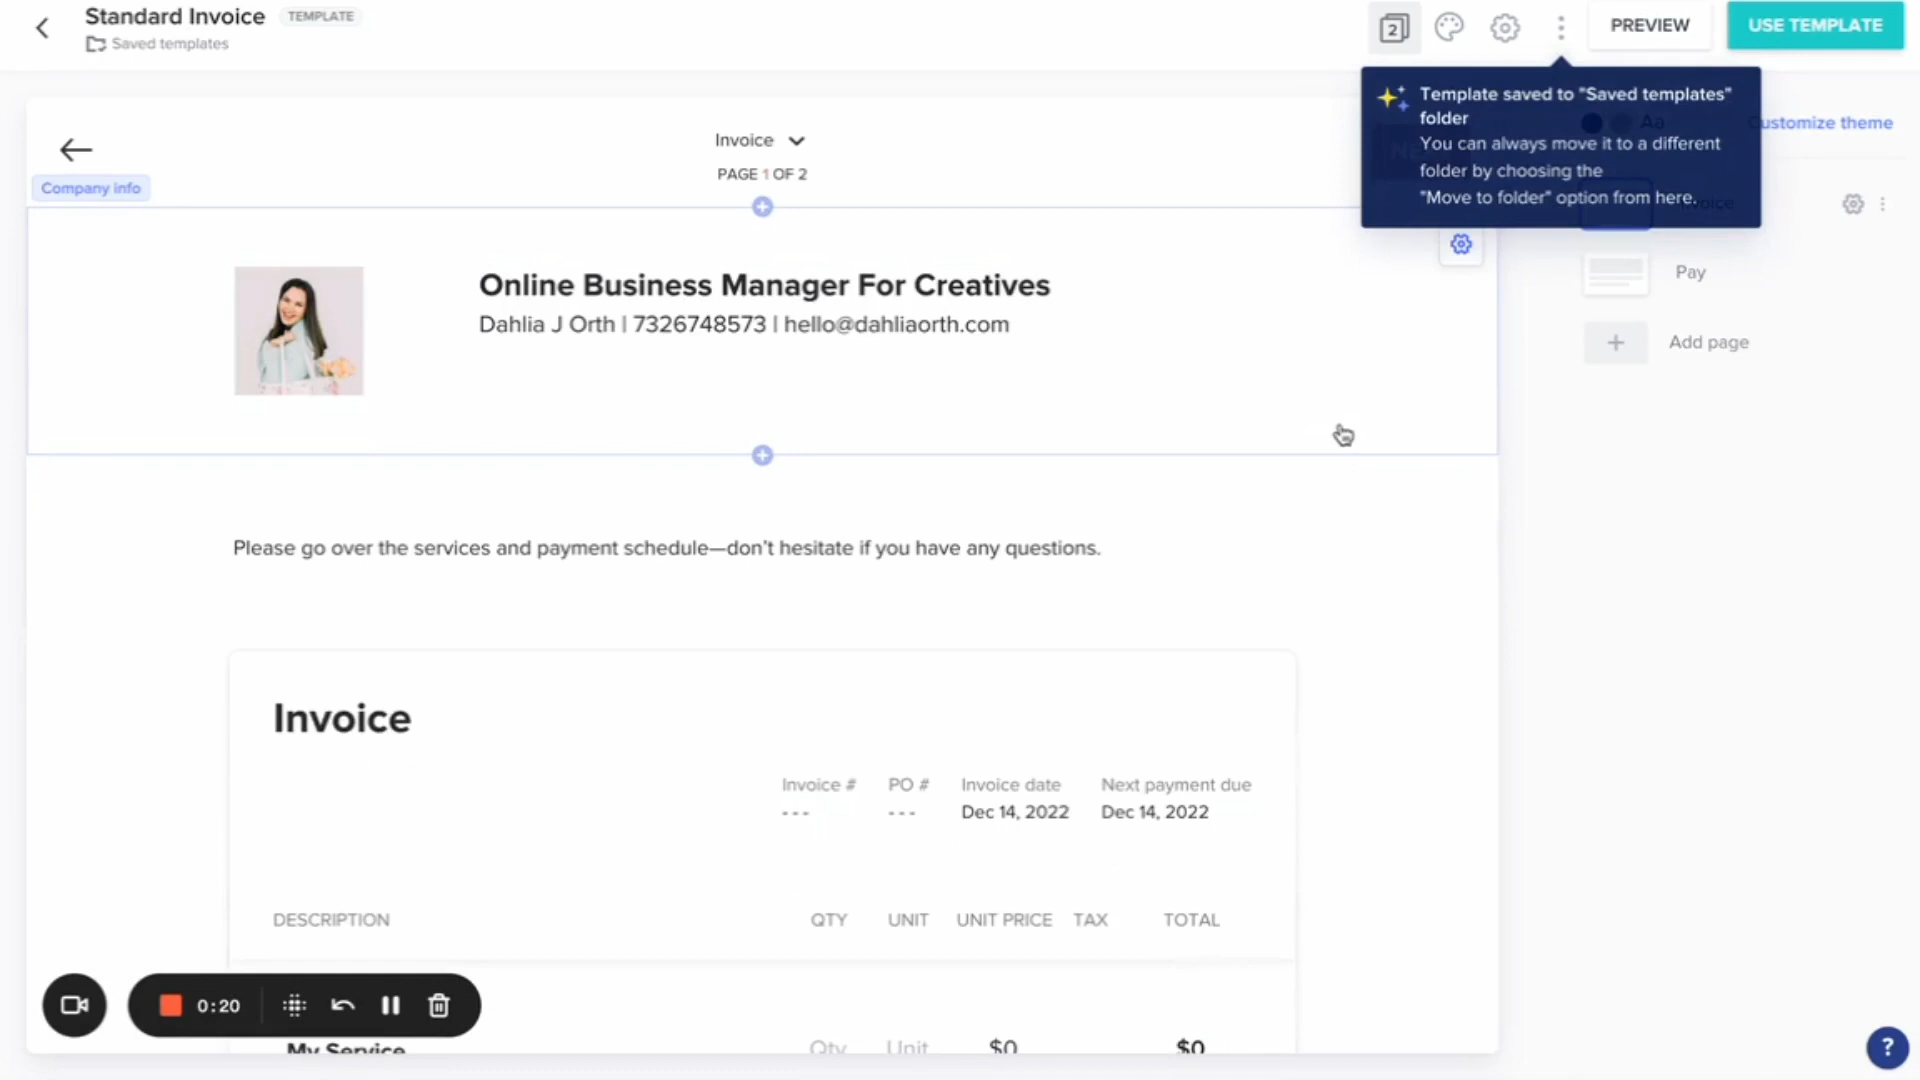 Standard Invoice TEMPLATE
Saved templates
2
PREVIEW
USE TEMPLATE
Template saved to "Saved templates"
folder
You can always move it to a different
folder by choosing the
"Move to folder" option from here.
Aa
ustomize theme
Invoice
PAGE 1 OF 2
Company info
Online Business Manager For Creatives
Dahlia J Orth | 7326748573 | hello@dahliaorth.com
Pay
Add page
Please go over the services and payment schedule—don't hesitate if you have any questions.
Invoice
Invoice # PO # Invoice date Next payment due
--- --- Dec 14, 2022 Dec 14, 2022
DESCRIPTION QTY UNIT UNIT PRICE TAX TOTAL
0:20
My Service Qty Unit $0 $0
?